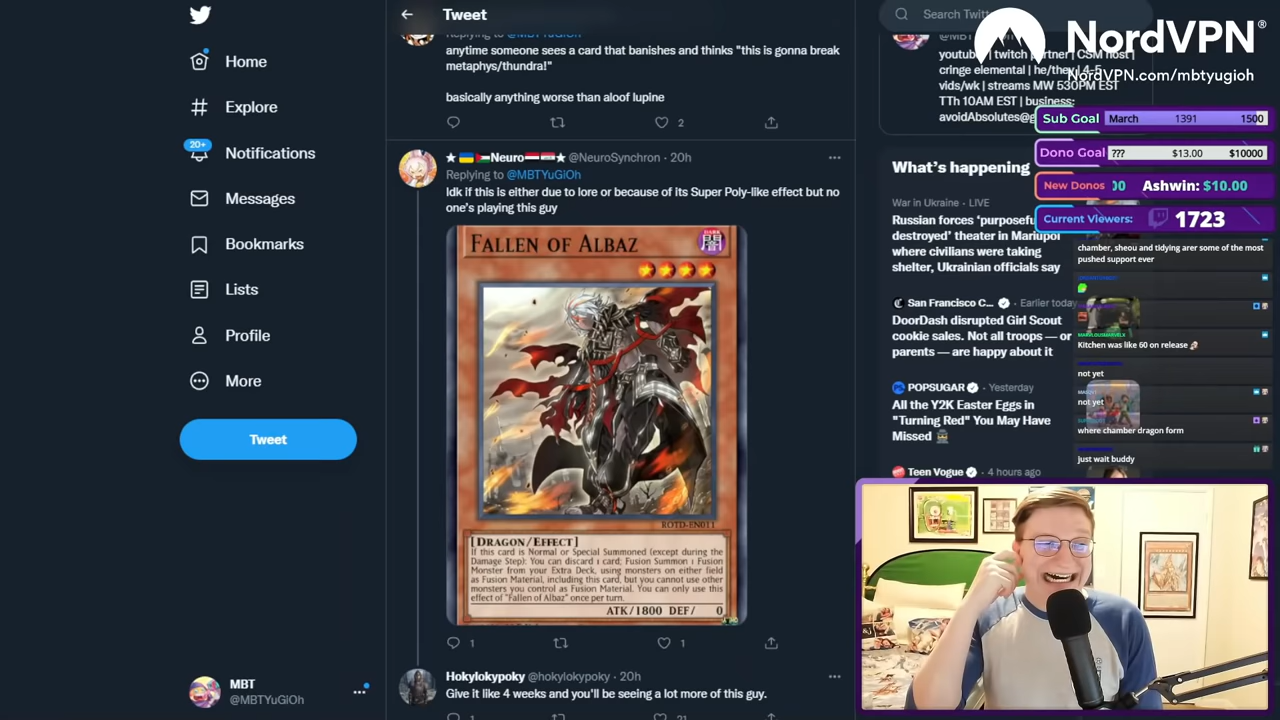 Tweet
Replying to @MBTYuGiOh
anytime someone sees a card that banishes and thinks "this is gonna break
metaphys/thundra!"
basically anything worse than aloof lupine
2
★ Neuro ★ @NeuroSynchron · 20h
Replying to @MBTYuGiOh
Idk if this is either due to lore or because of its Super Poly-like effect but no
one's playing this guy
FALLEN OF ALBAZ
DARK
闇
ROTD-EN011
[DRAGON/EFFECT]
If this card is Normal or Special Summoned (except during the
Damage Step): You can discard 1 card; Fusion Summon 1 Fusion
Monster from your Extra Deck, using monsters on either field
as Fusion Material, including this card, but you cannot use other
monsters you control as Fusion Material. You can only use this
effect of "Fallen of Albaz" once per turn.
ATK/1800 DEF/ 0
1 1
Hokylokypoky @hokylokypoky · 20h
Give it like 4 weeks and you'll be seeing a lot more of this guy.
1 21
Home
Explore
20+
Notifications
Messages
Bookmarks
Lists
Profile
More
Tweet
MBT
@MBTYuGiOh
Search Twitt
youtube | twitch partner | CSM host |
cringe elemental | he/they | 4-5
vids/wk | streams MW 530PM EST
TTh 10AM EST | business:
avoidAbsolutes@g
NordVPN®
NordVPN.com/mbtyugioh
Sub Goal March 1391 1500
Dono Goal ??? $13.00 $10000
New Donos 00 Ashwin: $10.00
Current Viewers: 1723
What's happening
War in Ukraine · LIVE
Russian forces 'purposefu
destroyed' theater in Mariupol
where civilians were taking
shelter, Ukrainian officials say
San Francisco C... · Earlier today
DoorDash disrupted Girl Scout
cookie sales. Not all troops — or
parents — are happy about it
POPSUGAR · Yesterday
All the Y2K Easter Eggs in
"Turning Red" You May Have
Missed
Teen Vogue · 4 hours ago
chamber, sheou and tidying arer some of the most
pushed support ever
MARVLOUSMARVELX
Kitchen was like 60 on release
not yet
not yet
where chamber dragon form
just wait buddy